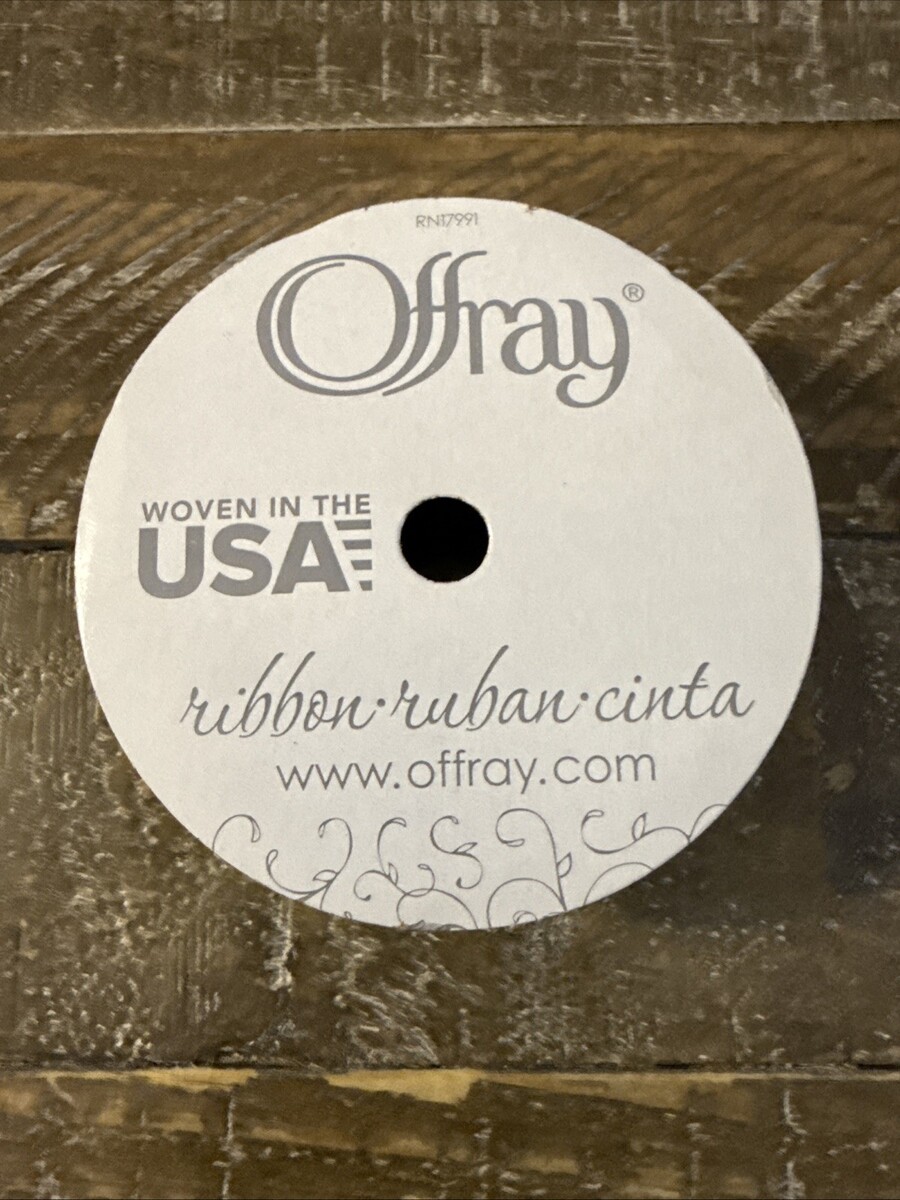 RN17991
Offray®
WOVEN IN THE
USA
ribbon·ruban·cinta
www.offray.com